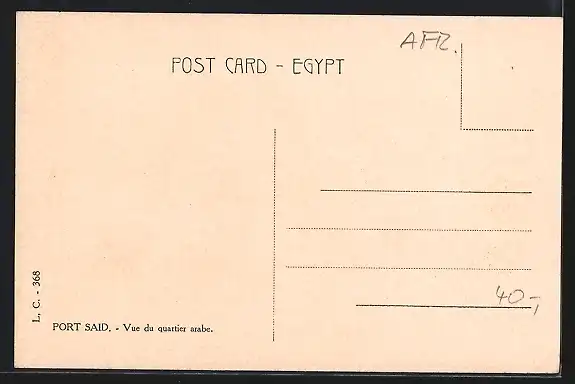 AFR.
POST CARD - EGYPT
40-,
L. C. - 368
PORT SAID. - Vue du quartier arabe.